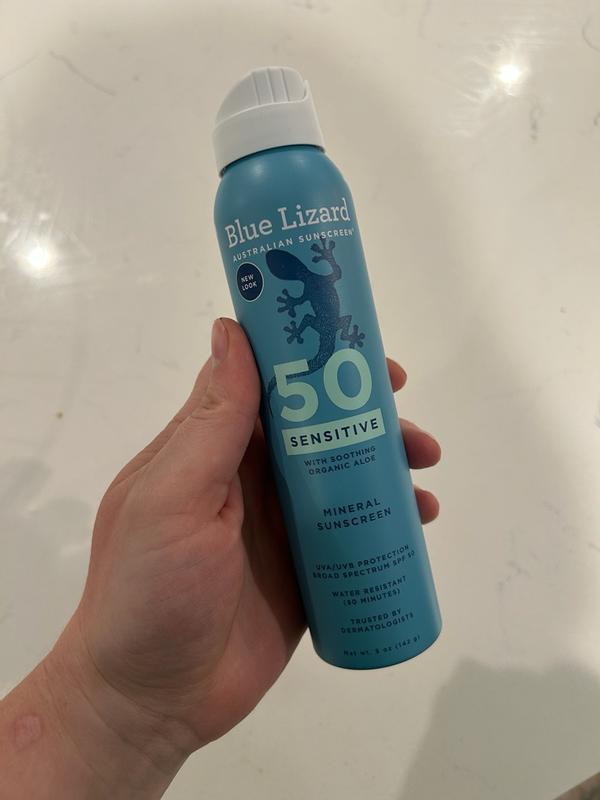 Blue Lizard
AUSTRALIAN SUNSCREEN®
NEW
LOOK
50
SENSITIVE
WITH SOOTHING
ORGANIC ALOE
MINERAL
SUNSCREEN
UVA/UVB PROTECTION
BROAD SPECTRUM SPF 50
WATER RESISTANT
(80 MINUTES)
TRUSTED BY
DERMATOLOGISTS
Net wt. 5 oz (142 g)